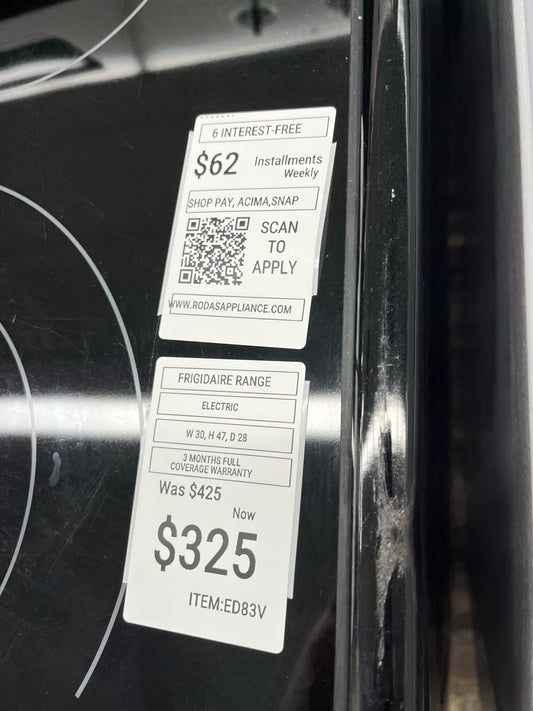 6 INTEREST-FREE
$62 Installments
Weekly
SHOP PAY, ACIMA,SNAP
SCAN
TO
APPLY
WWW.RODASAPPLIANCE.COM
FRIGIDAIRE RANGE
ELECTRIC
W 30, H 47, D 28
3 MONTHS FULL
COVERAGE WARRANTY
Was $425
Now
$325
ITEM:ED83V